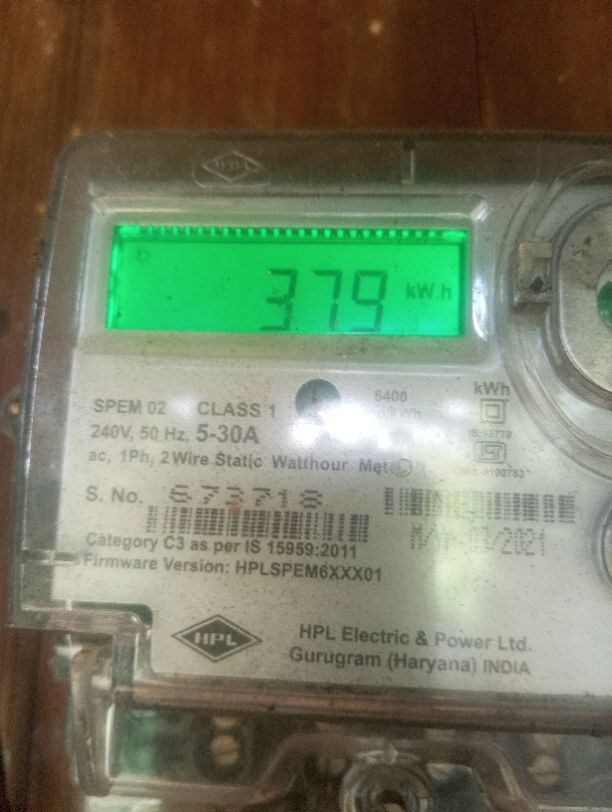 379 kW.h
SPEM 02 CLASS 1 6400
kWh
240V, 50 Hz, 5-30A
ac, 1Ph, 2 Wire Static Watthour
S. No. 673718
Category C3 as per IS 15959:2011
Firmware Version: HPLSPEM6XXX01
HPL
HPL Electric & Power Ltd.
Gurugram (Haryana) INDIA